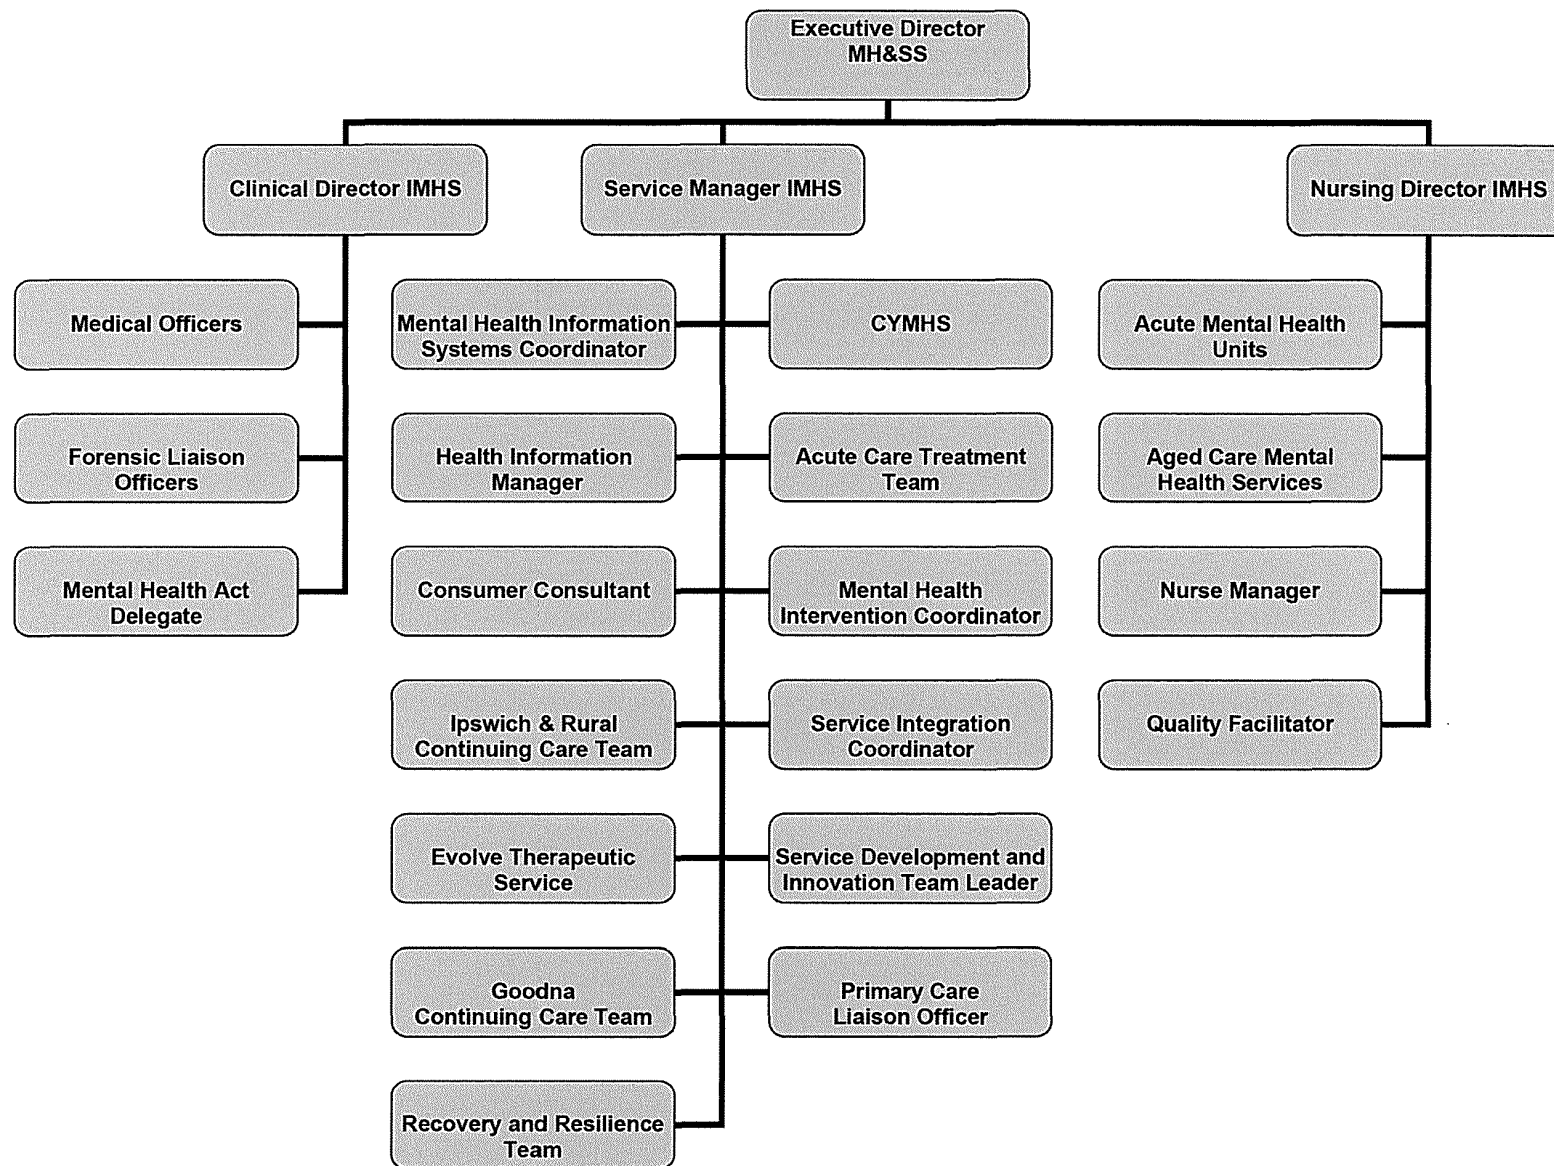 Executive Director
MH&SS
Clinical Director IMHS
Service Manager IMHS
Nursing Director IMHS
Medical Officers
Forensic Liaison
Officers
Mental Health Act
Delegate
Mental Health Information
Systems Coordinator
CYMHS
Health Information
Manager
Acute Care Treatment
Team
Consumer Consultant
Mental Health
Intervention Coordinator
Ipswich & Rural
Continuing Care Team
Service Integration
Coordinator
Evolve Therapeutic
Service
Service Development and
Innovation Team Leader
Goodna
Continuing Care Team
Primary Care
Liaison Officer
Recovery and Resilience
Team
Acute Mental Health
Units
Aged Care Mental
Health Services
Nurse Manager
Quality Facilitator